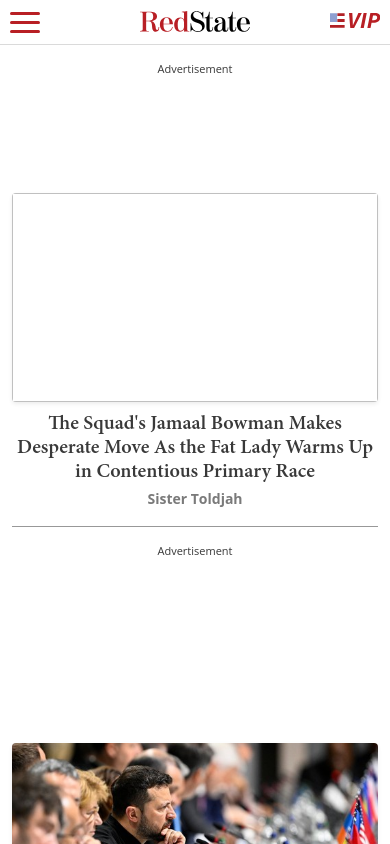 RedState
VIP
Advertisement
The Squad's Jamaal Bowman Makes
Desperate Move As the Fat Lady Warms Up
in Contentious Primary Race
Sister Toldjah
Advertisement